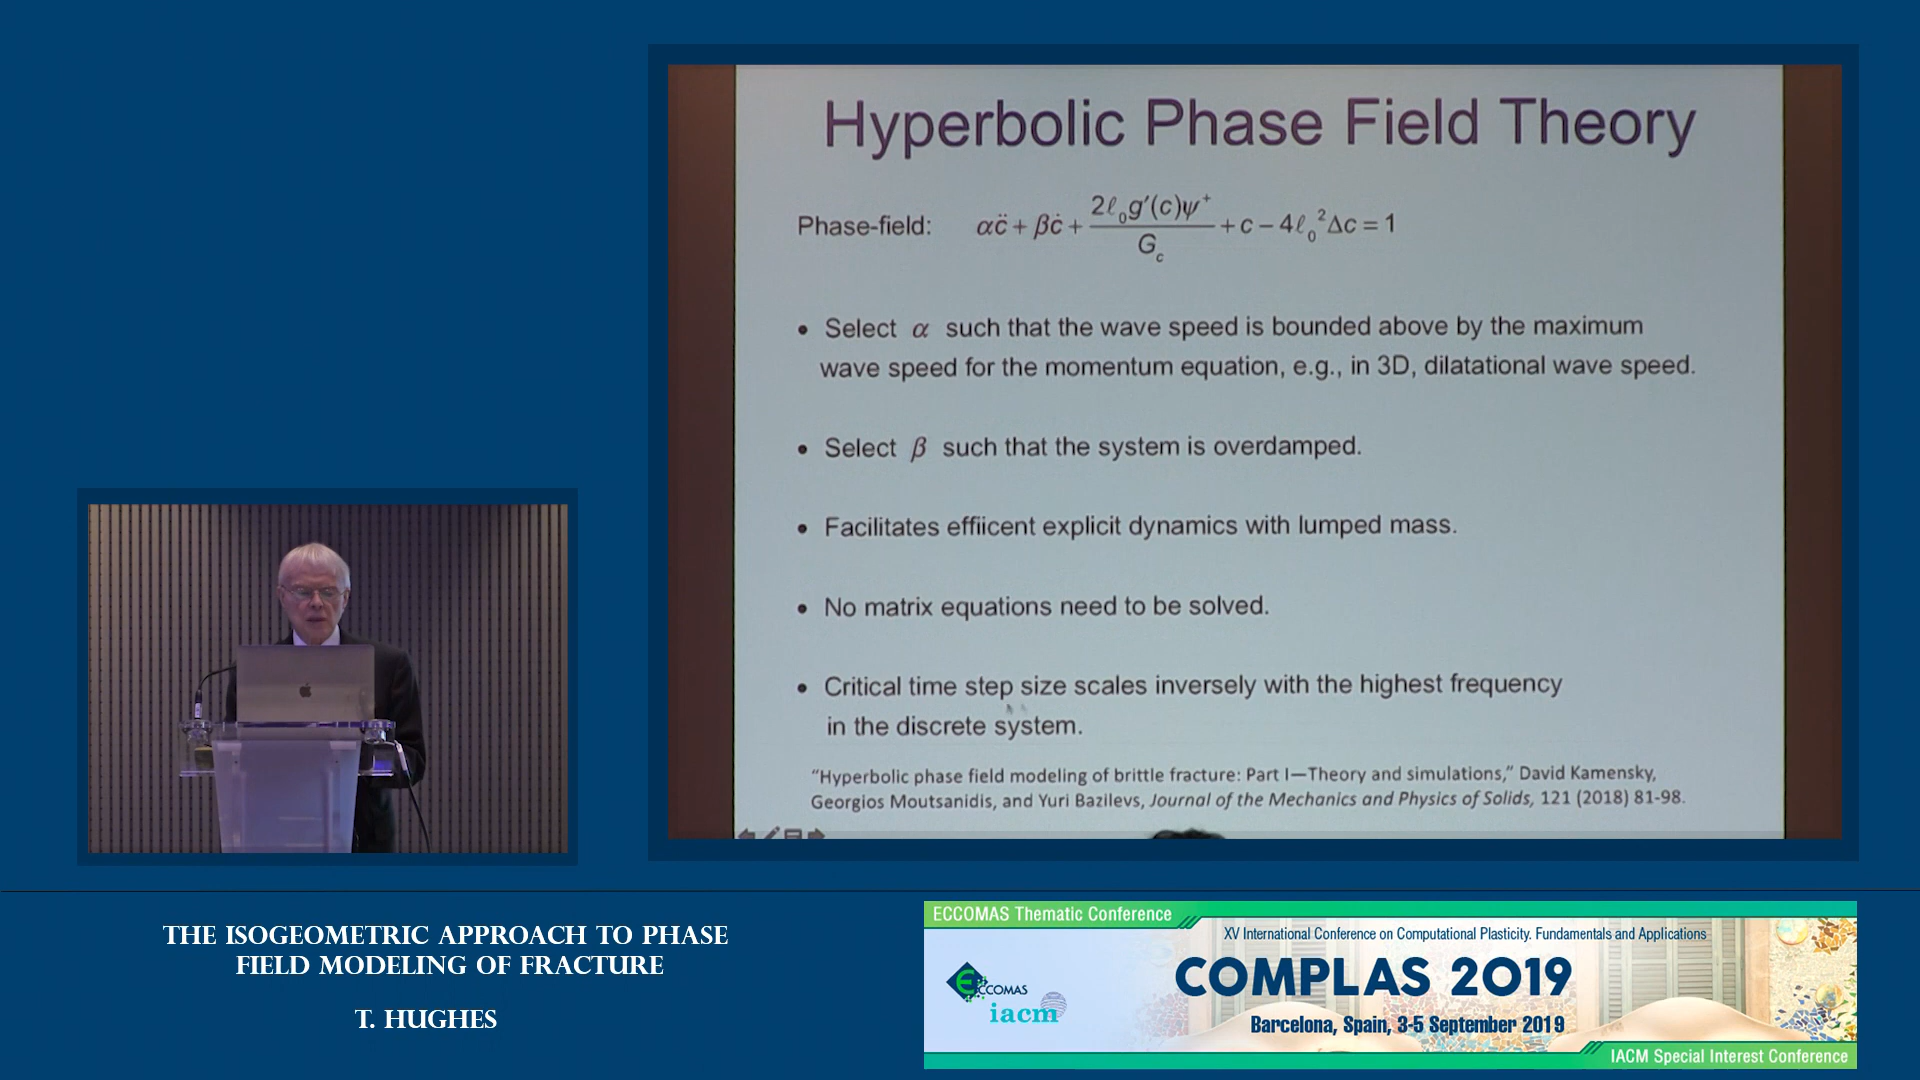 Hyperbolic Phase Field Theory
Phase-field: αc̈ + βċ + 2ℓ₀g′(c)ψ⁺ / G_c + c − 4ℓ₀²Δc = 1
• Select α such that the wave speed is bounded above by the maximum
wave speed for the momentum equation, e.g., in 3D, dilatational wave speed.
• Select β such that the system is overdamped.
• Facilitates effiicent explicit dynamics with lumped mass.
• No matrix equations need to be solved.
• Critical time step size scales inversely with the highest frequency
in the discrete system.
“Hyperbolic phase field modeling of brittle fracture: Part I—Theory and simulations,” David Kamensky,
Georgios Moutsanidis, and Yuri Bazilevs, Journal of the Mechanics and Physics of Solids, 121 (2018) 81-98.
THE ISOGEOMETRIC APPROACH TO PHASE
FIELD MODELING OF FRACTURE
T. HUGHES
ECCOMAS Thematic Conference
XV International Conference on Computational Plasticity. Fundamentals and Applications
ECCOMAS
iacm
COMPLAS 2019
Barcelona, Spain, 3-5 September 2019
IACM Special Interest Conference